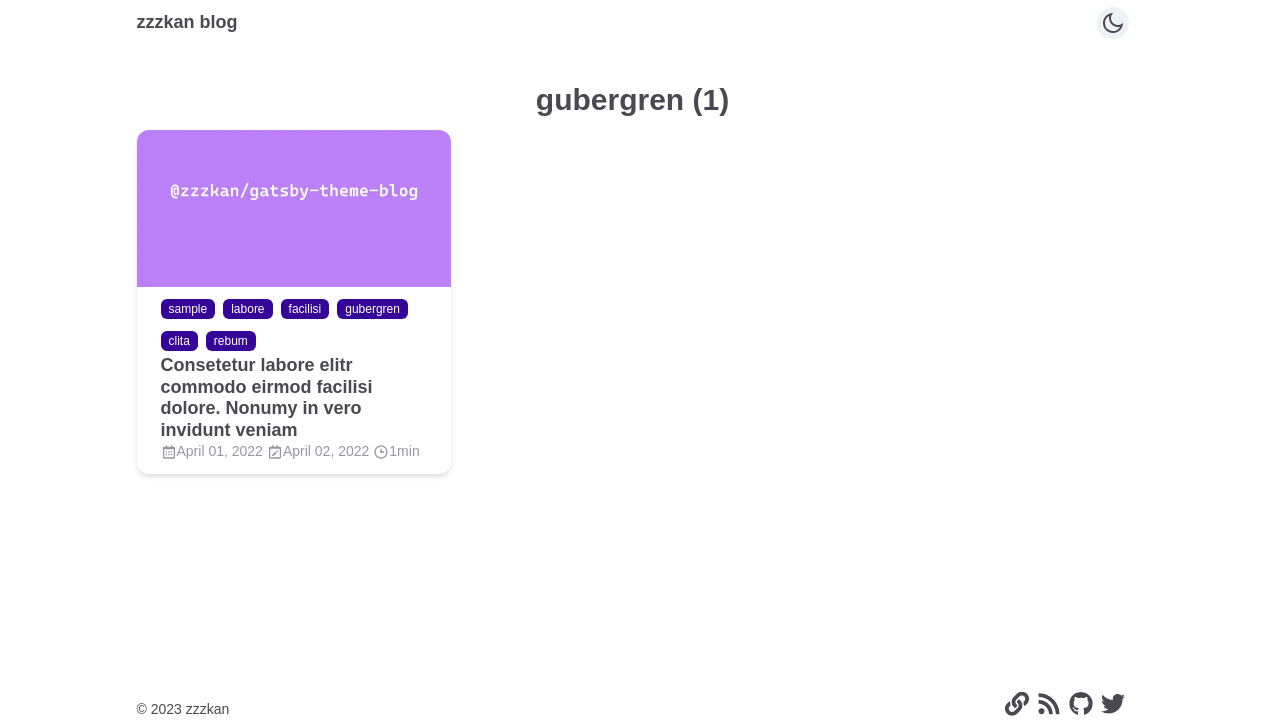 zzzkan blog
gubergren (1)
@zzzkan/gatsby-theme-blog
sample labore facilisi gubergren
clita rebum
Consetetur labore elitr
commodo eirmod facilisi
dolore. Nonumy in vero
invidunt veniam
April 01, 2022 April 02, 2022 1min
© 2023 zzzkan